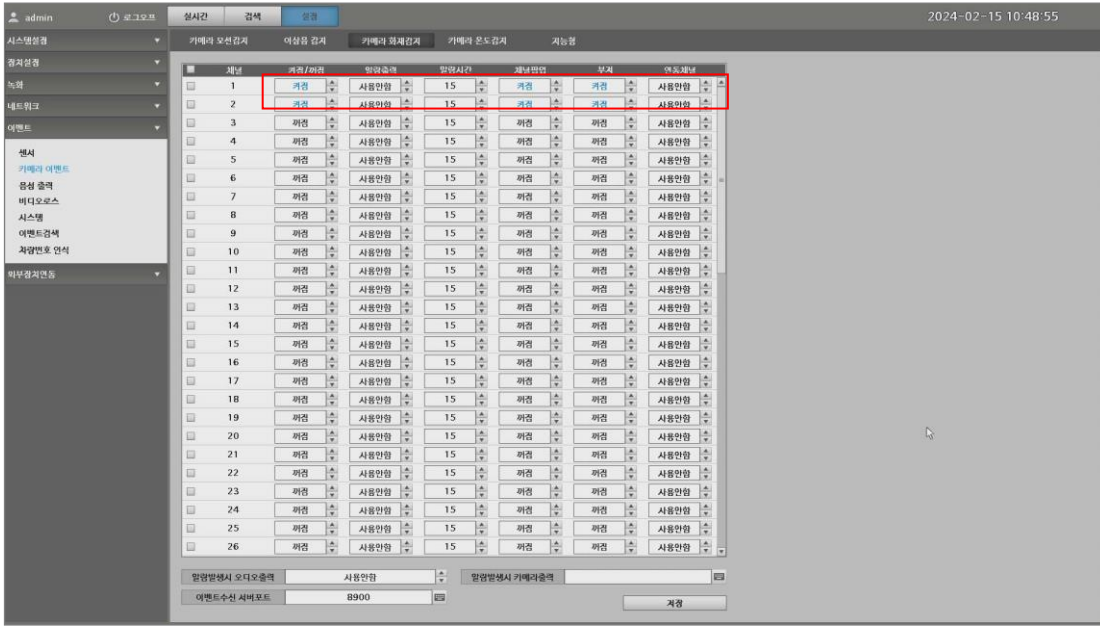 admin 로그오프 실시간 검색 설정 2024-02-15 10:48:55
시스템설정 카메라 모션감지 이상음 감지 카메라 화재감지 카메라 온도감지 지능형
장치설정
녹화
네트워크
이벤트
센서
카메라 이벤트
음성 출력
비디오로스
시스템
이벤트검색
차량번호 인식
외부장치연동
채널 켜짐/꺼짐 알람출력 알람시간 채널팝업 부저 연동채널
1 켜짐 사용안함 15 켜짐 켜짐 사용안함
2 켜짐 사용안함 15 켜짐 켜짐 사용안함
3 꺼짐 사용안함 15 꺼짐 꺼짐 사용안함
4 꺼짐 사용안함 15 꺼짐 꺼짐 사용안함
5 꺼짐 사용안함 15 꺼짐 꺼짐 사용안함
6 꺼짐 사용안함 15 꺼짐 꺼짐 사용안함
7 꺼짐 사용안함 15 꺼짐 꺼짐 사용안함
8 꺼짐 사용안함 15 꺼짐 꺼짐 사용안함
9 꺼짐 사용안함 15 꺼짐 꺼짐 사용안함
10 꺼짐 사용안함 15 꺼짐 꺼짐 사용안함
11 꺼짐 사용안함 15 꺼짐 꺼짐 사용안함
12 꺼짐 사용안함 15 꺼짐 꺼짐 사용안함
13 꺼짐 사용안함 15 꺼짐 꺼짐 사용안함
14 꺼짐 사용안함 15 꺼짐 꺼짐 사용안함
15 꺼짐 사용안함 15 꺼짐 꺼짐 사용안함
16 꺼짐 사용안함 15 꺼짐 꺼짐 사용안함
17 꺼짐 사용안함 15 꺼짐 꺼짐 사용안함
18 꺼짐 사용안함 15 꺼짐 꺼짐 사용안함
19 꺼짐 사용안함 15 꺼짐 꺼짐 사용안함
20 꺼짐 사용안함 15 꺼짐 꺼짐 사용안함
21 꺼짐 사용안함 15 꺼짐 꺼짐 사용안함
22 꺼짐 사용안함 15 꺼짐 꺼짐 사용안함
23 꺼짐 사용안함 15 꺼짐 꺼짐 사용안함
24 꺼짐 사용안함 15 꺼짐 꺼짐 사용안함
25 꺼짐 사용안함 15 꺼짐 꺼짐 사용안함
26 꺼짐 사용안함 15 꺼짐 꺼짐 사용안함
알람발생시 오디오출력 사용안함 알람발생시 카메라출력
이벤트수신 서버포트 8900
저장